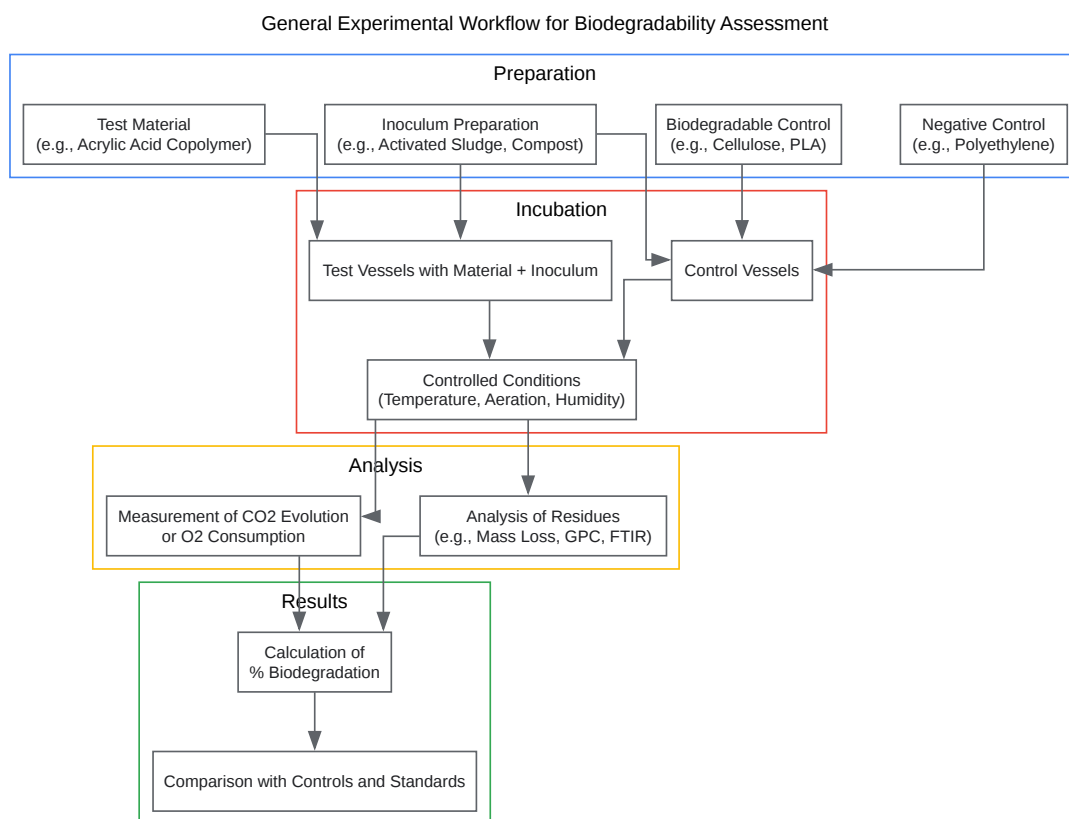 General Experimental Workflow for Biodegradability Assessment
Preparation
Test Material
(e.g., Acrylic Acid Copolymer)
Inoculum Preparation
(e.g., Activated Sludge, Compost)
Biodegradable Control
(e.g., Cellulose, PLA)
Negative Control
(e.g., Polyethylene)
Incubation
Test Vessels with Material + Inoculum
Control Vessels
Controlled Conditions
(Temperature, Aeration, Humidity)
Analysis
Measurement of CO2 Evolution
or O2 Consumption
Analysis of Residues
(e.g., Mass Loss, GPC, FTIR)
Results
Calculation of
% Biodegradation
Comparison with Controls and Standards